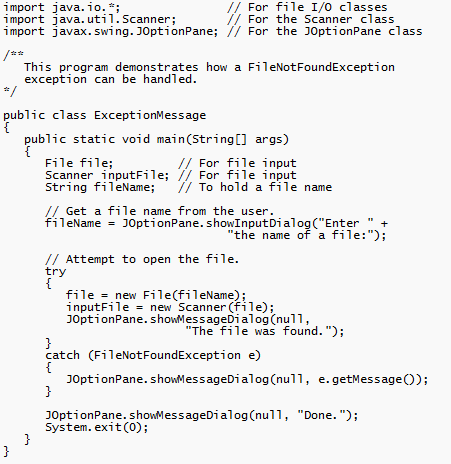 import java.io.*;              // For file I/O classes
import java.util.Scanner;      // For the Scanner class
import javax.swing.JOptionPane; // For the JOptionPane class
/**
   This program demonstrates how a FileNotFoundException
   exception can be handled.
*/
public class ExceptionMessage
{
   public static void main(String[] args)
   {
      File file;         // For file input
      Scanner inputFile; // For file input
      String fileName;   // To hold a file name
      // Get a file name from the user.
      fileName = JOptionPane.showInputDialog("Enter " +
                                "the name of a file:");
      // Attempt to open the file.
      try
      {
         file = new File(fileName);
         inputFile = new Scanner(file);
         JOptionPane.showMessageDialog(null,
                          "The file was found.");
      }
      catch (FileNotFoundException e)
      {
         JOptionPane.showMessageDialog(null, e.getMessage());
      }
      JOptionPane.showMessageDialog(null, "Done.");
      System.exit(0);
   }
}